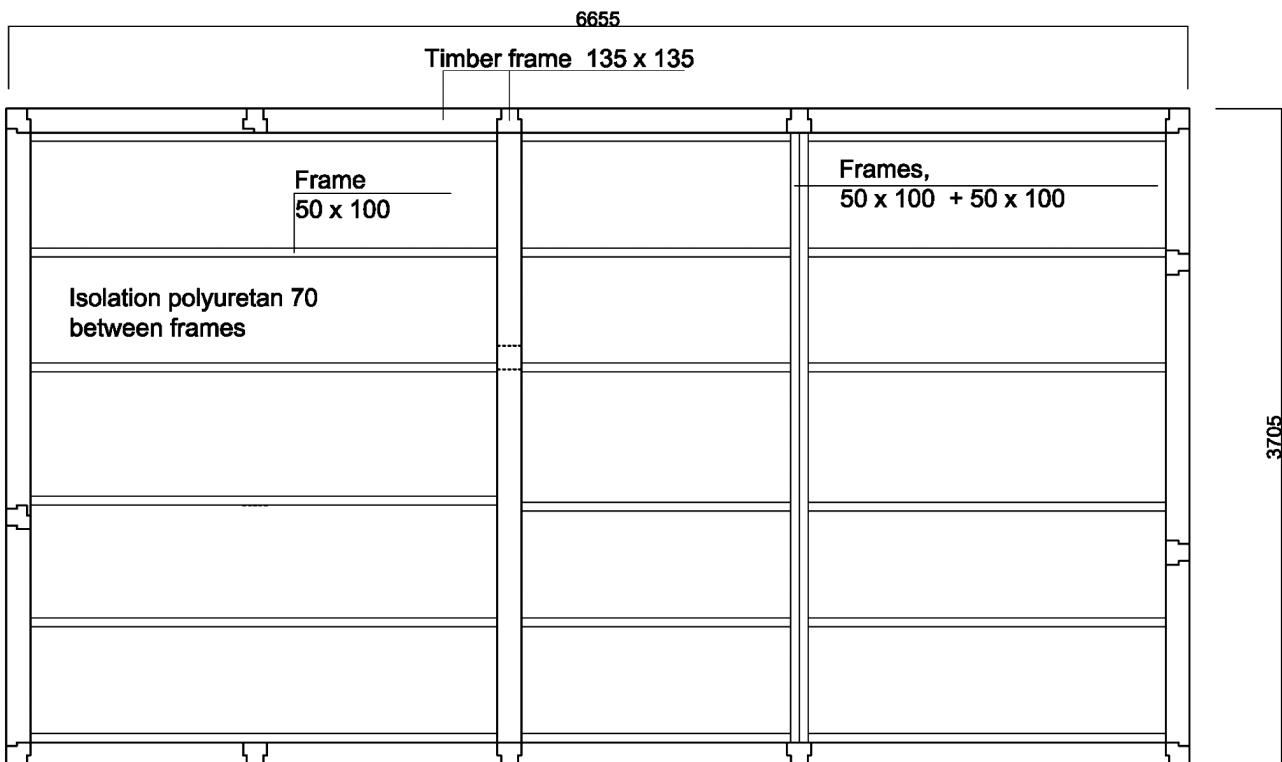 6655
Timber frame 135 x 135
Frame
50 x 100
Frames,
50 x 100 + 50 x 100
Isolation polyuretan 70
between frames
3705